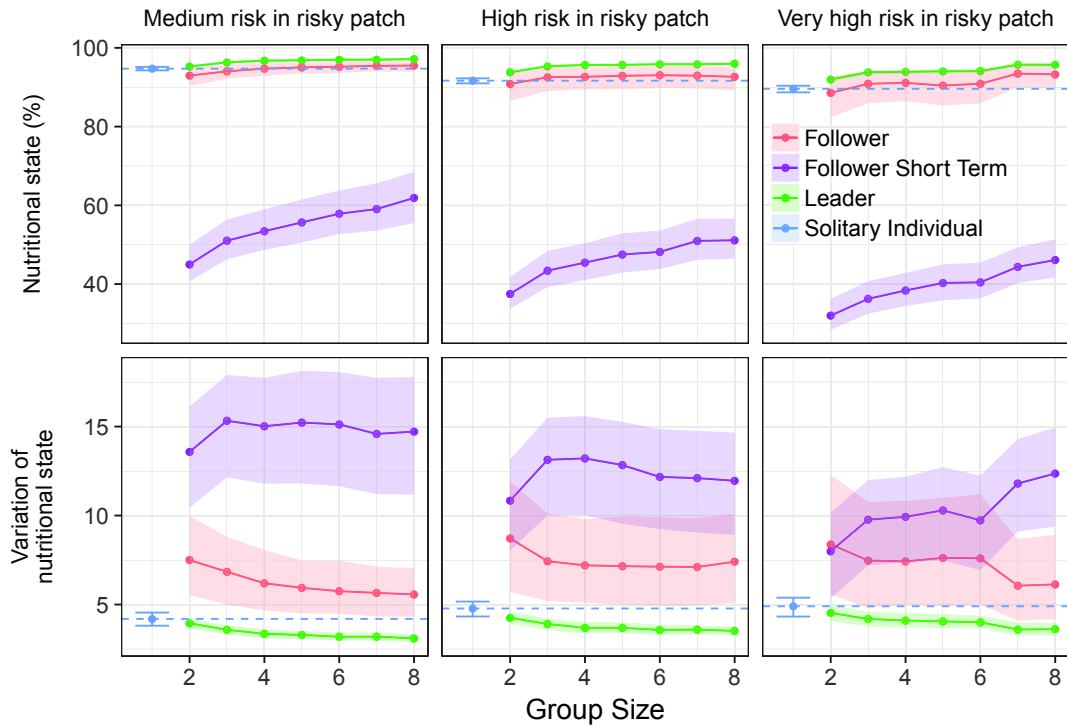 Medium risk in risky patch
High risk in risky patch
Very high risk in risky patch
Nutritional state (%)
100
80
60
40
Follower
Follower Short Term
Leader
Solitary Individual
Variation of
nutritional state
15
10
5
2 4 6 8
2 4 6 8
2 4 6 8
Group Size